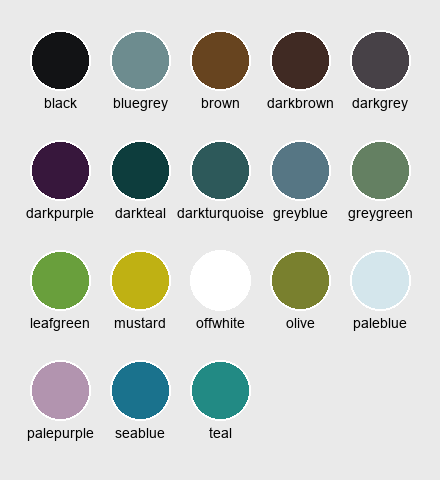 black bluegrey brown darkbrown darkgrey
darkpurple darkteal darkturquoise greyblue greygreen
leafgreen mustard offwhite olive paleblue
palepurple seablue teal